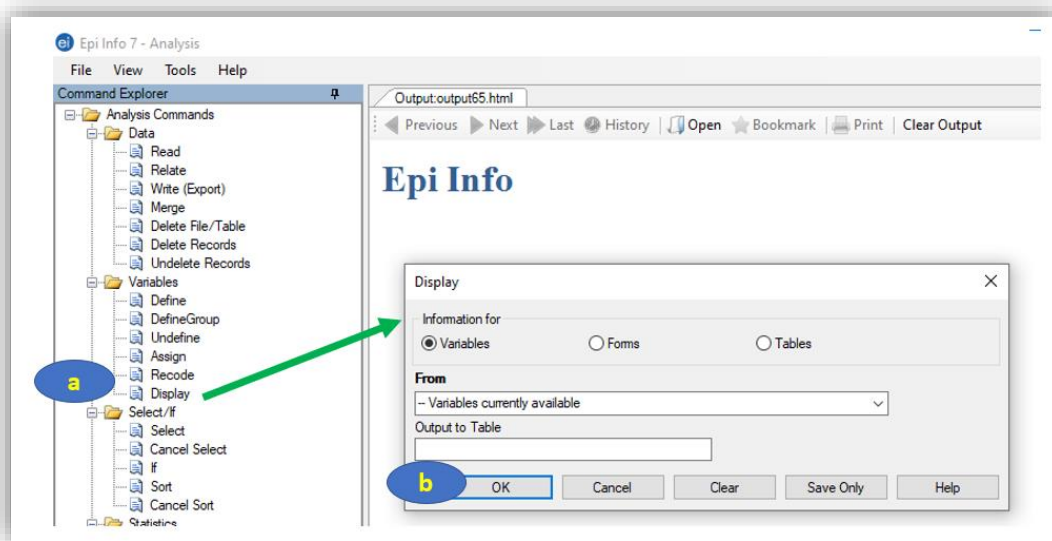 ei Epi Info 7 - Analysis
File View Tools Help
Command Explorer
Analysis Commands
Data
Read
Relate
Write (Export)
Merge
Delete File/Table
Delete Records
Undelete Records
Variables
Define
DefineGroup
Undefine
Assign
Recode
Display
Select/If
Select
Cancel Select
If
Sort
Cancel Sort
Statistics
a
Output:output65.html
Previous Next Last History Open Bookmark Print Clear Output
Epi Info
Display
Information for
Variables Forms Tables
From
-- Variables currently available
Output to Table
b
OK Cancel Clear Save Only Help